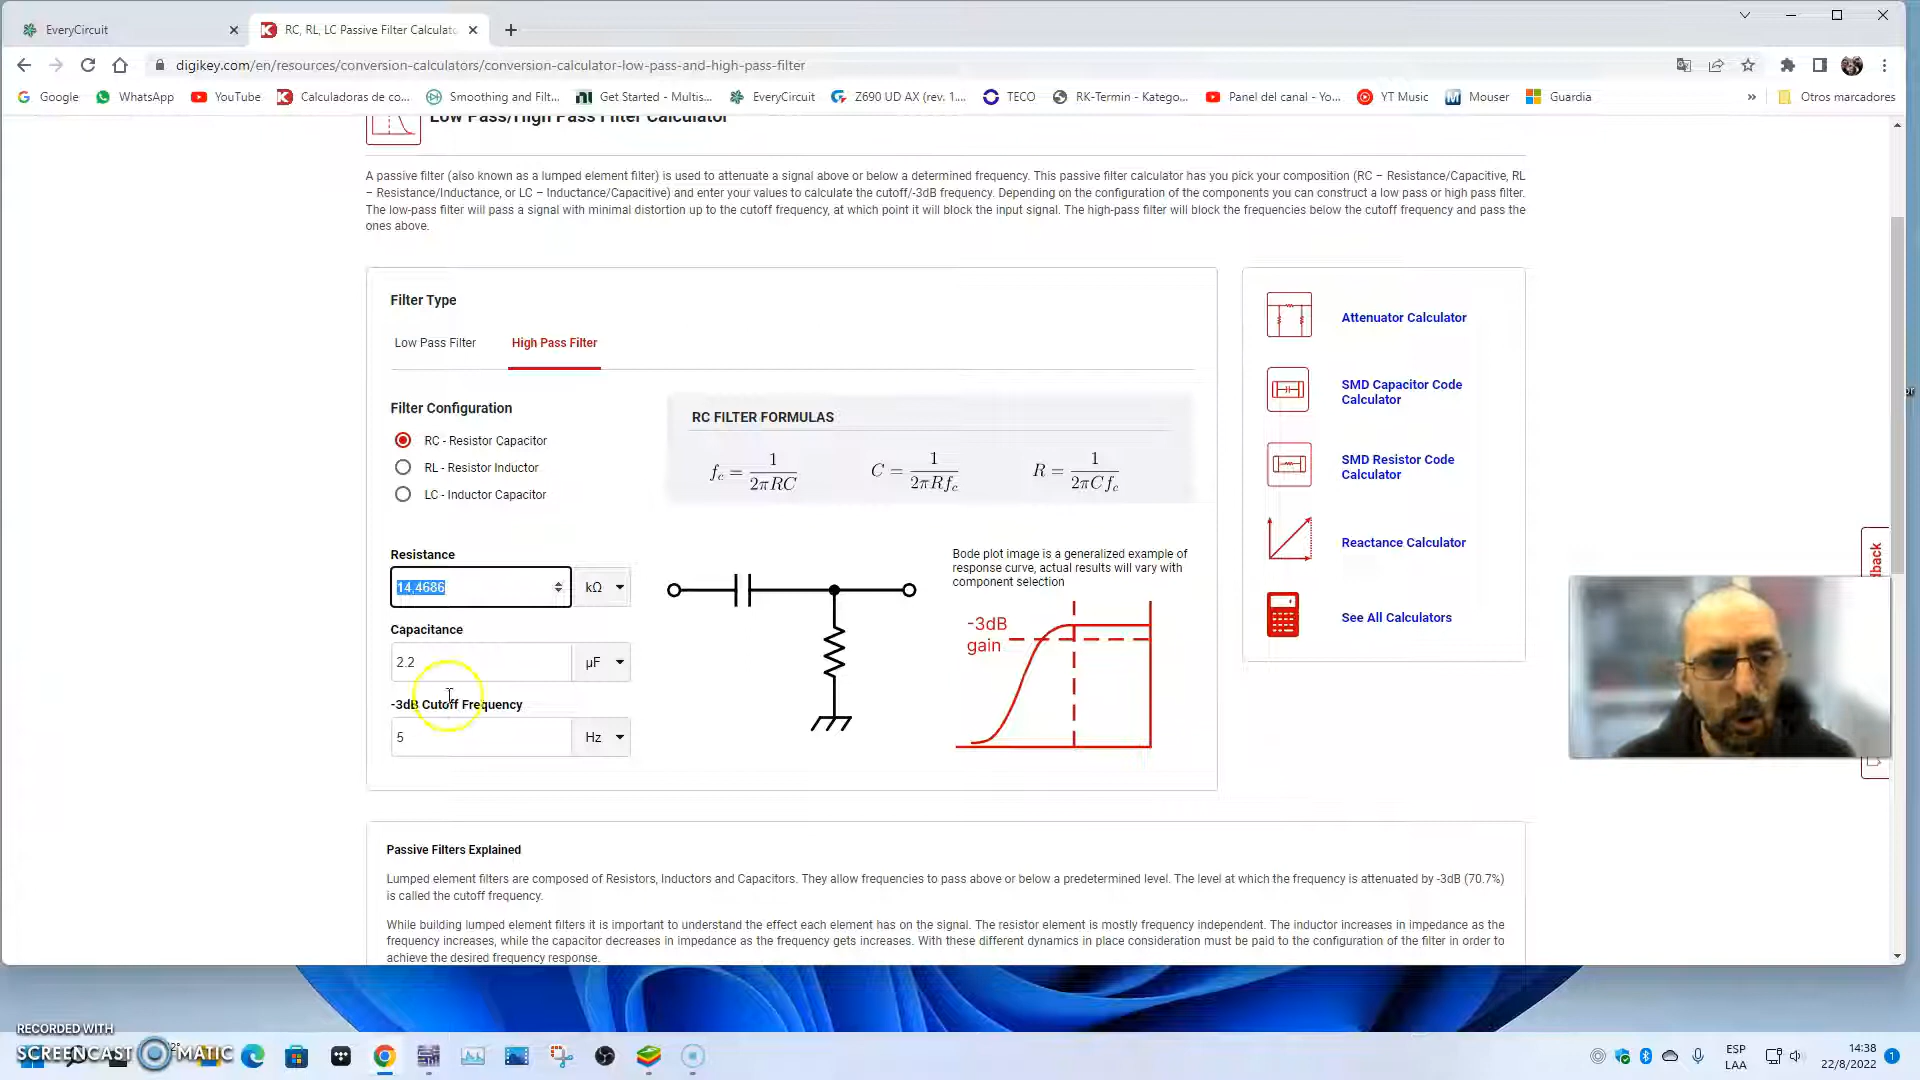 EveryCircuit
RC, RL, LC Passive Filter Calculato
digikey.com/en/resources/conversion-calculators/conversion-calculator-low-pass-and-high-pass-filter
Google
WhatsApp
YouTube
Calculadoras de co...
Smoothing and Filt...
Get Started - Multis...
EveryCircuit
Z690 UD AX (rev. 1....
TECO
RK-Termin - Katego...
Panel del canal - Yo...
YT Music
Mouser
Guardia
»
Otros marcadores
Low Pass/High Pass Filter Calculator
A passive filter (also known as a lumped element filter) is used to attenuate a signal above or below a determined frequency. This passive filter calculator has you pick your composition (RC – Resistance/Capacitive, RL
– Resistance/Inductance, or LC – Inductance/Capacitive) and enter your values to calculate the cutoff/-3dB frequency. Depending on the configuration of the components you can construct a low pass or high pass filter.
The low-pass filter will pass a signal with minimal distortion up to the cutoff frequency, at which point it will block the input signal. The high-pass filter will block the frequencies below the cutoff frequency and pass the
ones above.
Filter Type
Low Pass Filter
High Pass Filter
Filter Configuration
RC - Resistor Capacitor
RL - Resistor Inductor
LC - Inductor Capacitor
RC FILTER FORMULAS
f_c = 1/(2πRC)
C = 1/(2πRf_c)
R = 1/(2πCf_c)
Resistance
14,4686
kΩ
Capacitance
2.2
µF
-3dB Cutoff Frequency
5
Hz
Bode plot image is a generalized example of
response curve, actual results will vary with
component selection
-3dB
gain
Attenuator Calculator
SMD Capacitor Code
Calculator
SMD Resistor Code
Calculator
Reactance Calculator
See All Calculators
Passive Filters Explained
Lumped element filters are composed of Resistors, Inductors and Capacitors. They allow frequencies to pass above or below a predetermined level. The level at which the frequency is attenuated by -3dB (70.7%)
is called the cutoff frequency.
While building lumped element filters it is important to understand the effect each element has on the signal. The resistor element is mostly frequency independent. The inductor increases in impedance as the
frequency increases, while the capacitor decreases in impedance as the frequency gets increases. With these different dynamics in place consideration must be paid to the configuration of the filter in order to
achieve the desired frequency response.
RECORDED WITH
SCREENCAST MATIC
ESP
LAA
14:38
22/8/2022
1